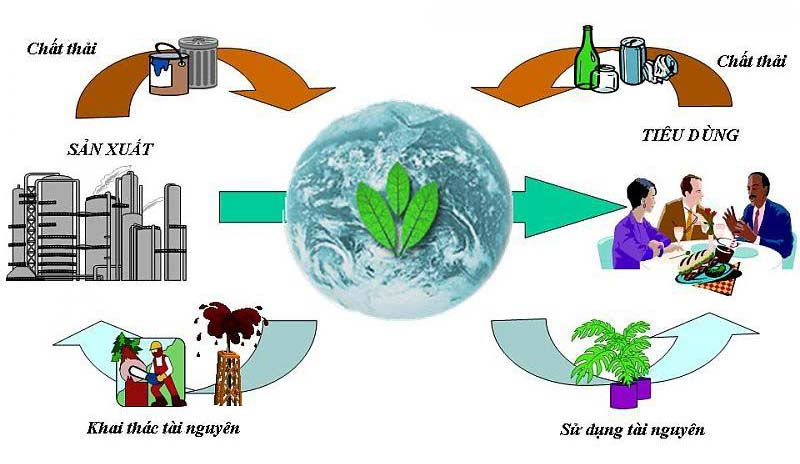 Chất thải
Chất thải
SẢN XUẤT
TIÊU DÙNG
Khai thác tài nguyên
Sử dụng tài nguyên